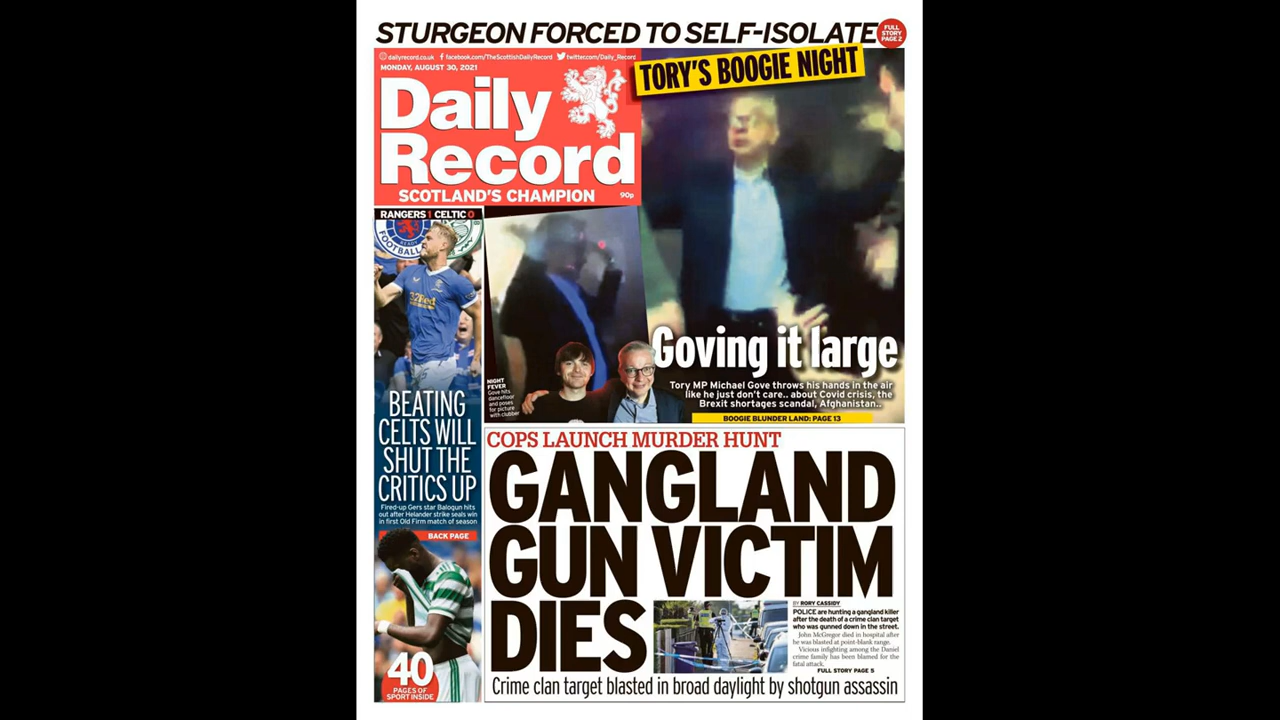 STURGEON FORCED TO SELF-ISOLATE
FULL
STORY
PAGE 2
dailyrecord.co.uk facebook.com/TheScottishDailyRecord twitter.com/Daily_Record
MONDAY, AUGUST 30, 2021
Daily
Record
SCOTLAND'S CHAMPION
90p
TORY'S BOOGIE NIGHT
RANGERS 1 CELTIC 0
READY
FOOTBALL
32Red
BEATING
CELTS WILL
SHUT THE
CRITICS UP
Fired-up Gers star Balogun hits
out after Helander strike seals win
in first Old Firm match of season
BACK PAGE
40
PAGES OF
SPORT INSIDE
NIGHT
FEVER
Gove hits
dancefloor
and poses
for picture
with clubber
Goving it large
Tory MP Michael Gove throws his hands in the air
like he just don't care.. about Covid crisis, the
Brexit shortages scandal, Afghanistan..
BOOGIE BLUNDER LAND: PAGE 13
COPS LAUNCH MURDER HUNT
GANGLAND
GUN VICTIM
DIES
BY RORY CASSIDY
POLICE are hunting a gangland killer
after the death of a crime clan target
who was gunned down in the street.
John McGregor died in hospital after
he was blasted at point-blank range.
Vicious infighting among the Daniel
crime family has been blamed for the
fatal attack.
FULL STORY PAGE 5
Crime clan target blasted in broad daylight by shotgun assassin